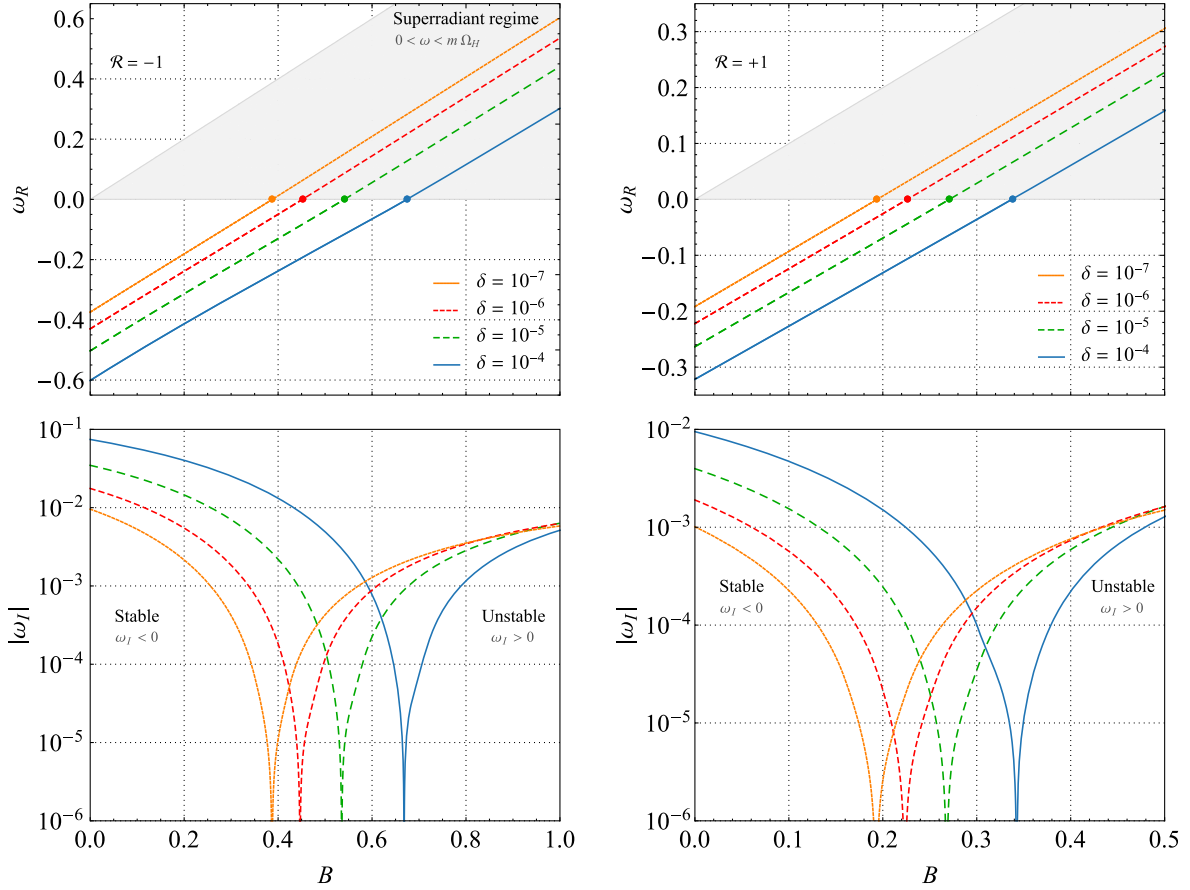 0.6
0.4
0.2
0.0
−0.2
−0.4
−0.6
ω_R
ℛ = −1
Superradiant regime
0 < ω < m Ω_H
δ = 10⁻⁷
δ = 10⁻⁶
δ = 10⁻⁵
δ = 10⁻⁴
0.3
0.2
0.1
0.0
−0.1
−0.2
−0.3
ω_R
ℛ = +1
δ = 10⁻⁷
δ = 10⁻⁶
δ = 10⁻⁵
δ = 10⁻⁴
10⁻¹
10⁻²
10⁻³
10⁻⁴
10⁻⁵
10⁻⁶
|ω_I|
Stable
ω_I < 0
Unstable
ω_I > 0
0.0 0.2 0.4 0.6 0.8 1.0
B
10⁻²
10⁻³
10⁻⁴
10⁻⁵
10⁻⁶
|ω_I|
Stable
ω_I < 0
Unstable
ω_I > 0
0.0 0.1 0.2 0.3 0.4 0.5
B